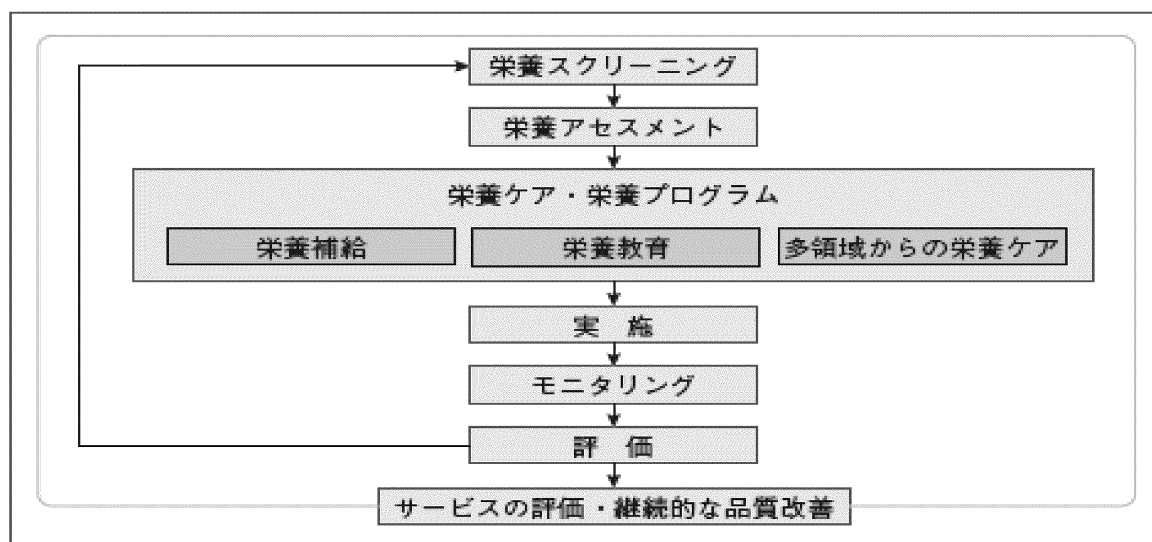 栄養スクリーニング
栄養アセスメント
栄養ケア・栄養プログラム
栄養補給
栄養教育
多領域からの栄養ケア
実　施
モニタリング
評　価
サービスの評価・継続的な品質改善